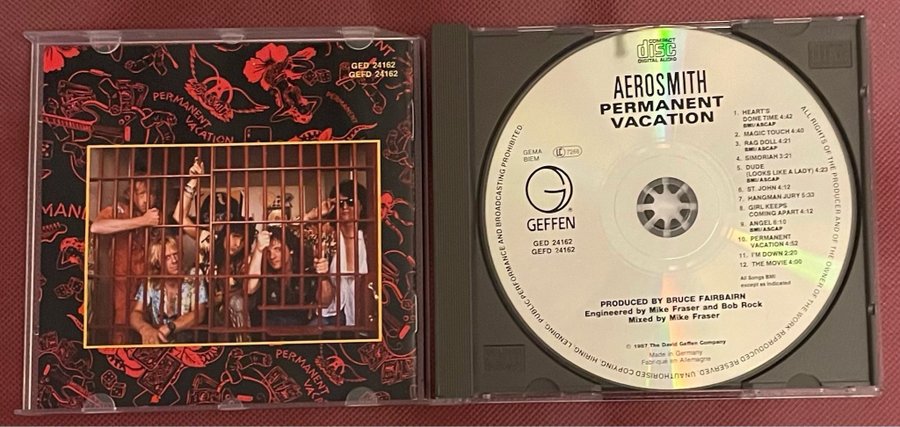 GED 24162
GEFD 24162
PERMANENT
VACATION
PERMANENT
PERMANENT
VACATION
COMPACT
disc
DIGITAL AUDIO
AEROSMITH
PERMANENT
VACATION
GEMA
BIEM
LC 7266
GEFFEN
GED 24162
GEFD 24162
1. HEART'S
DONE TIME 4:42
BMI/ASCAP
2. MAGIC TOUCH 4:40
3. RAG DOLL 4:21
BMI/ASCAP
4. SIMORIAH 3:21
5. DUDE
(LOOKS LIKE A LADY) 4:23
BMI/ASCAP
6. ST. JOHN 4:12
7. HANGMAN JURY 5:33
8. GIRL KEEPS
COMING APART 4:12
9. ANGEL 5:10
BMI/ASCAP
10. PERMANENT
VACATION 4:52
11. I'M DOWN 2:20
12. THE MOVIE 4:00
All Songs BMI
except as indicated
PRODUCED BY BRUCE FAIRBAIRN
Engineered by Mike Fraser and Bob Rock
Mixed by Mike Fraser
℗ 1987 The David Geffen Company
Made in Germany
Fabriqué en Allemagne
ALL RIGHTS OF THE PRODUCER AND OF THE OWNER OF THE WORK REPRODUCED RESERVED. UNAUTHORISED COPYING, HIRING, LENDING, PUBLIC PERFORMANCE AND BROADCASTING PROHIBITED